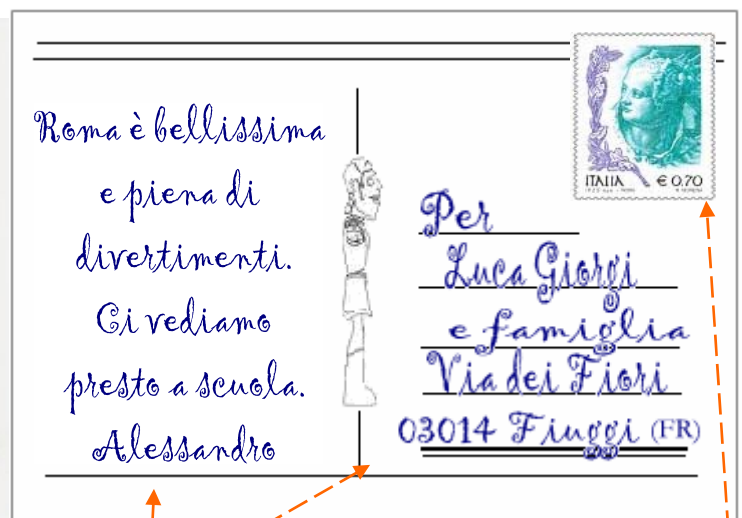 Roma è bellissima
e piena di
divertimenti.
Ci vediamo
presto a scuola.
Alessandro
ITALIA € 0.70
Per
Luca Giorgi
e famiglia
Via dei Fiori
03014 Fiuggi (FR)